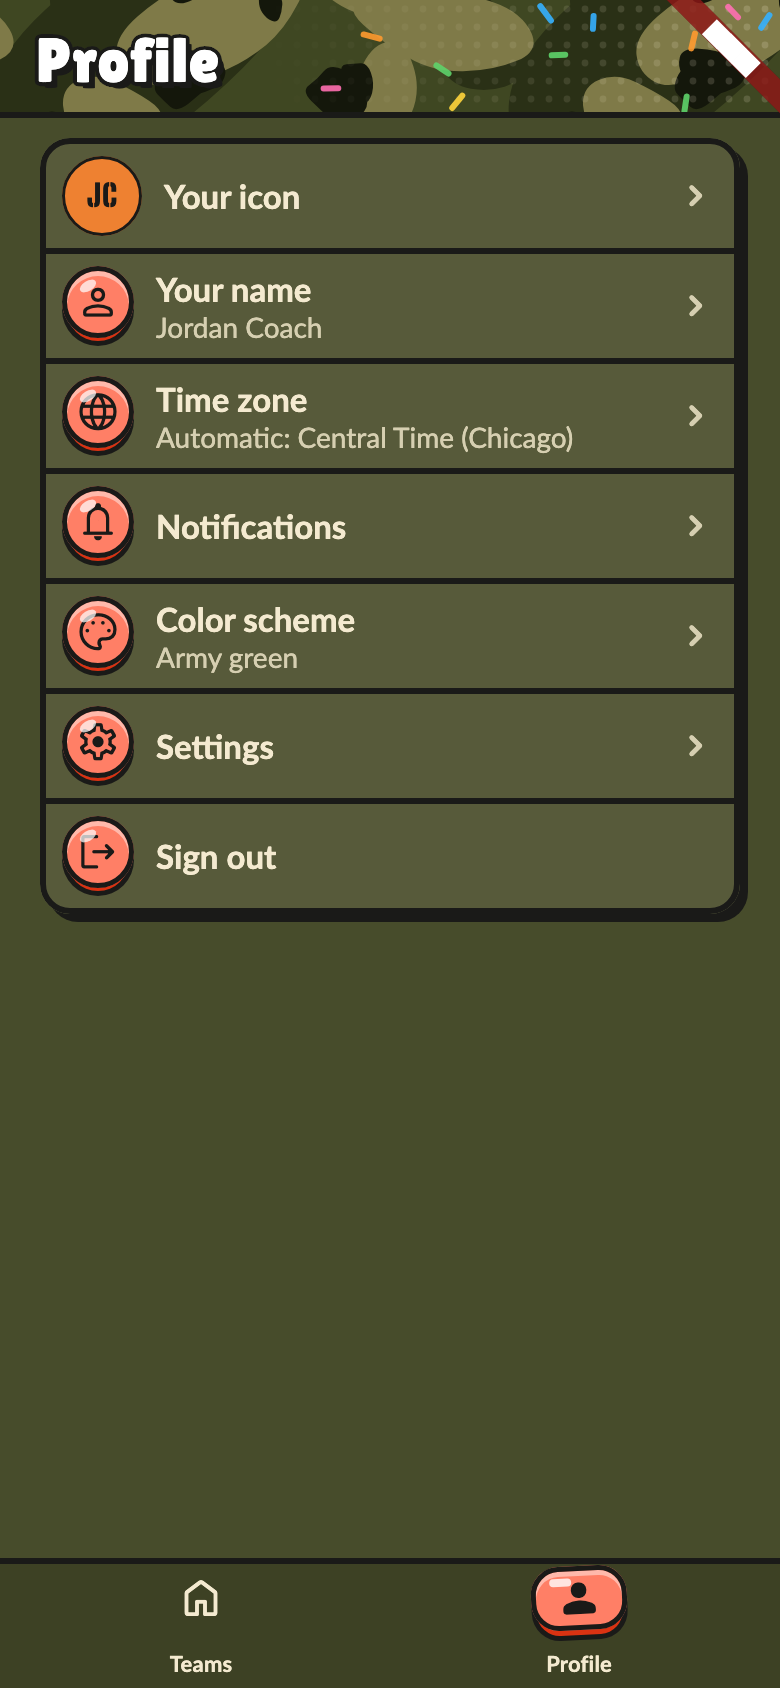 Profile
JC
Your icon
Your name
Jordan Coach
Time zone
Automatic: Central Time (Chicago)
Notifications
Color scheme
Army green
Settings
Sign out
Teams
Profile